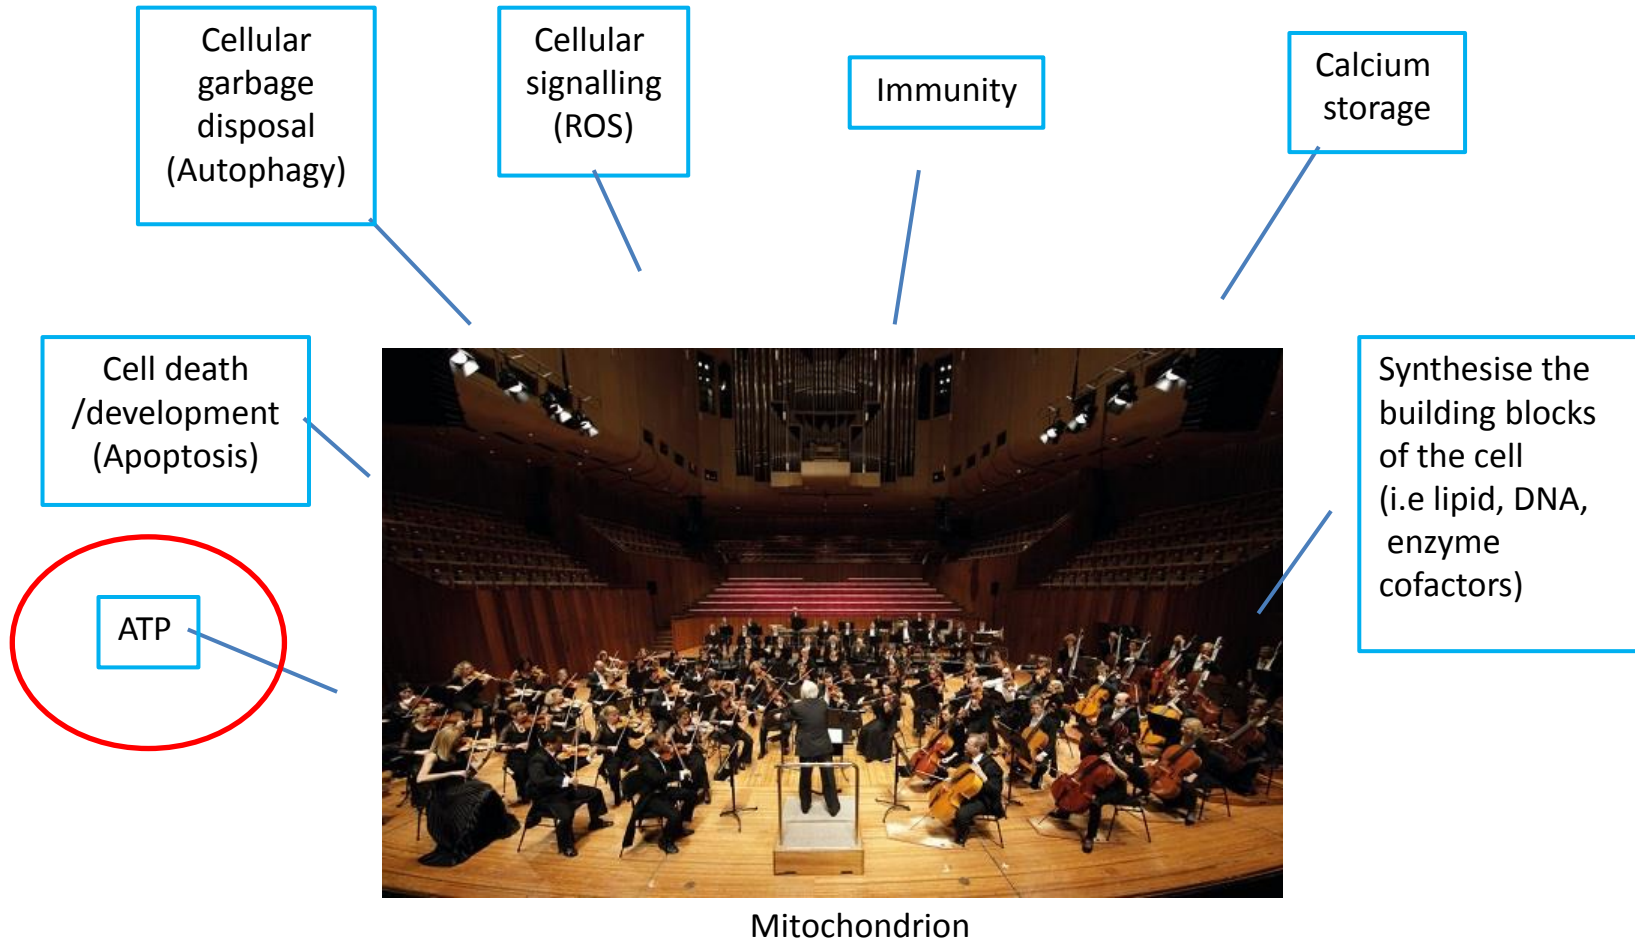 Cellular
garbage
disposal
(Autophagy)
Cellular
signalling
(ROS)
Immunity
Calcium
storage
Cell death
/development
(Apoptosis)
Synthesise the
building blocks
of the cell
(i.e lipid, DNA,
enzyme
cofactors)
ATP
Mitochondrion